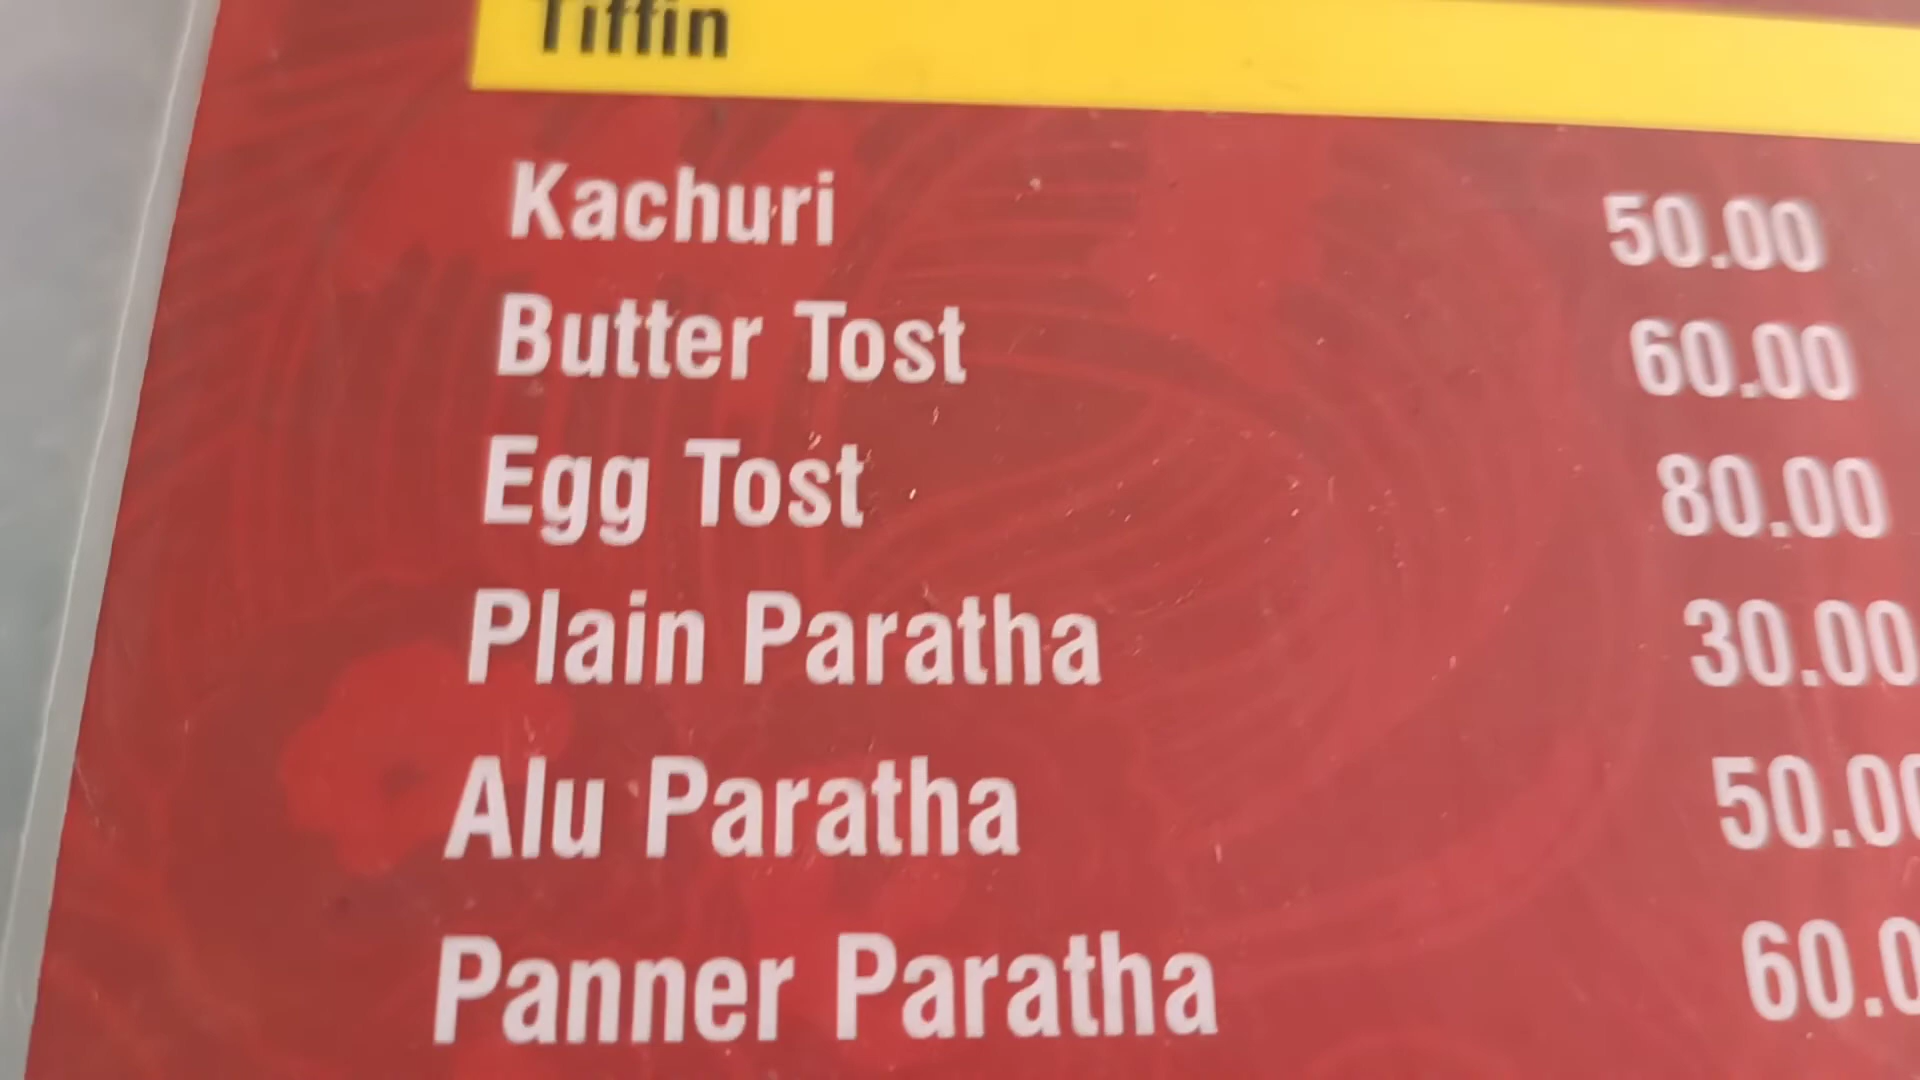 Tiffin
Kachuri 50.00
Butter Tost 60.00
Egg Tost 80.00
Plain Paratha 30.00
Alu Paratha 50.00
Panner Paratha 60.0